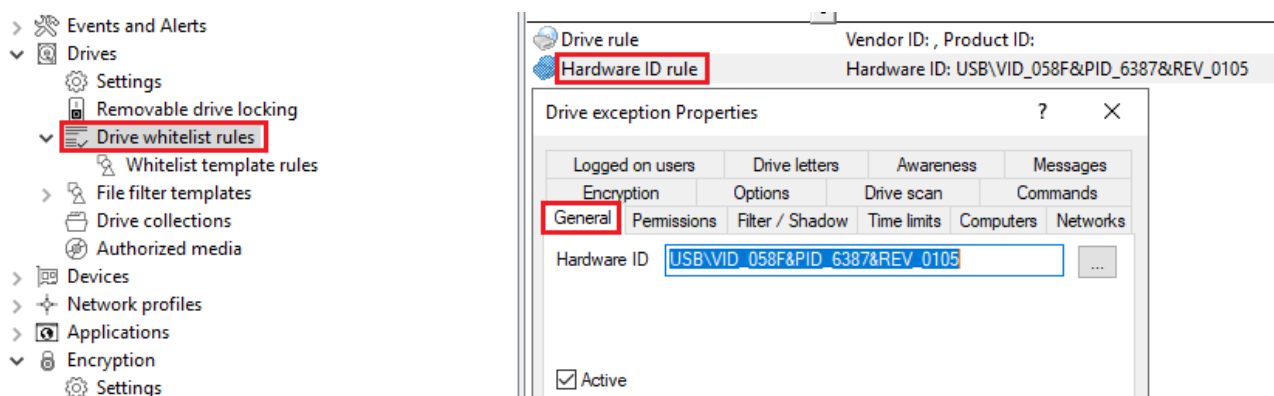 Events and Alerts
Drives
Settings
Removable drive locking
Drive whitelist rules
Whitelist template rules
File filter templates
Drive collections
Authorized media
Devices
Network profiles
Applications
Encryption
Settings
Drive rule Vendor ID: , Product ID:
Hardware ID rule Hardware ID: USB\VID_058F&PID_6387&REV_0105
Drive exception Properties ? X
Logged on users Drive letters Awareness Messages
Encryption Options Drive scan Commands
General Permissions Filter / Shadow Time limits Computers Networks
Hardware ID USB\VID_058F&PID_6387&REV_0105 ...
Active